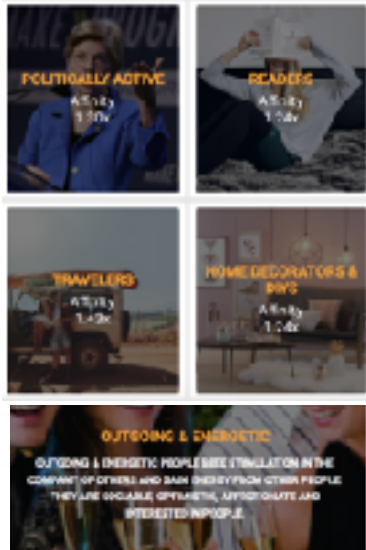 POLITICALLY ACTIVE
Affinity
READERS
Affinity
TRAVELERS
Affinity
HOME DECORATORS &
DIY'S
Affinity
OUTGOING & ENERGETIC
OUTGOING & ENERGETIC PEOPLE SEEK STIMULATION IN THE
COMPANY OF OTHERS AND GAIN ENERGY FROM OTHER PEOPLE.
THEY ARE SOCIABLE, OPTIMISTIC, AFFECTIONATE AND
INTERESTED IN PEOPLE.